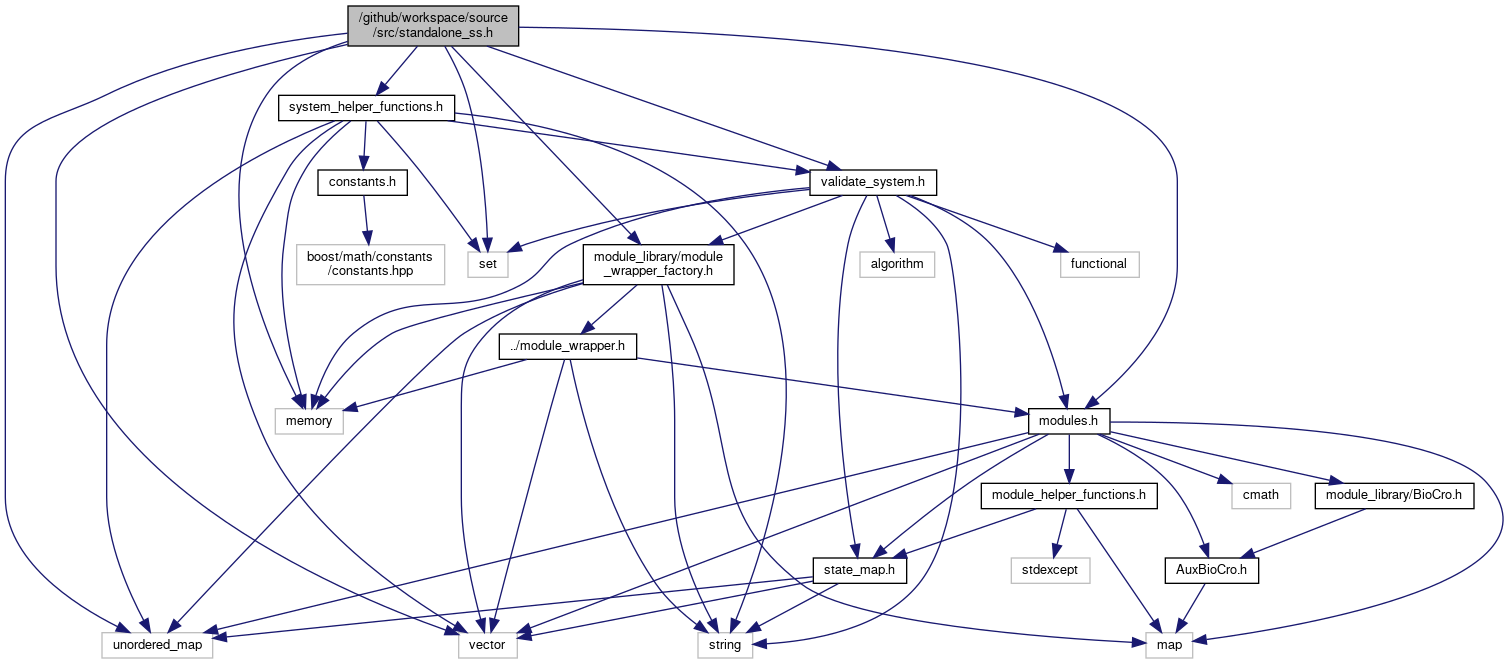 /github/workspace/source
/src/standalone_ss.h
system_helper_functions.h
constants.h
validate_system.h
boost/math/constants
/constants.hpp
set
module_library/module
_wrapper_factory.h
algorithm
functional
../module_wrapper.h
memory
modules.h
module_helper_functions.h
cmath
module_library/BioCro.h
state_map.h
stdexcept
AuxBioCro.h
unordered_map
vector
string
map